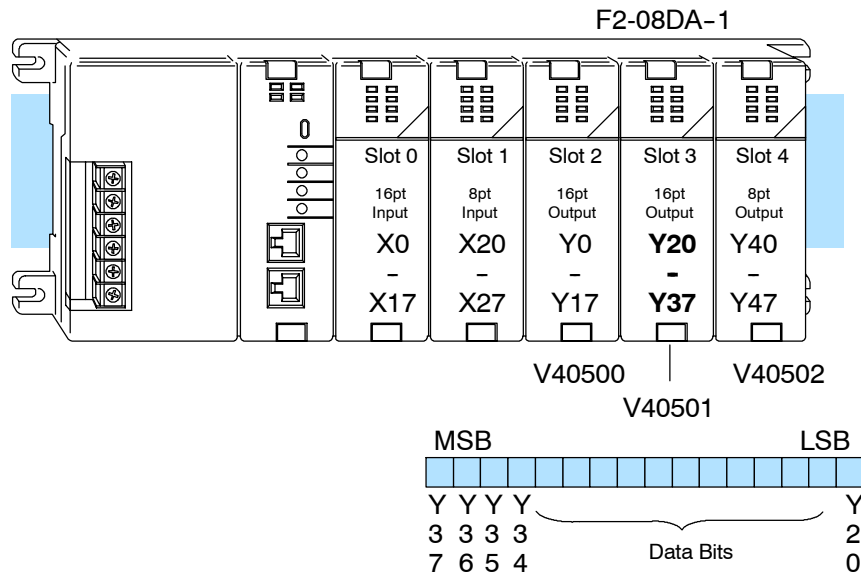 F2-08DA-1
Slot 0 Slot 1 Slot 2 Slot 3 Slot 4
16pt 8pt 16pt 16pt 8pt
Input Input Output Output Output
X0 X20 Y0 Y20 Y40
- - - - -
X17 X27 Y17 Y37 Y47
V40500 V40502
V40501
MSB LSB
Y Y Y Y Y
3 3 3 3 2
7 6 5 4 0
Data Bits